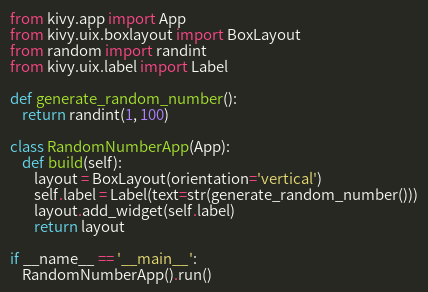 from kivy.app import App
from kivy.uix.boxlayout import BoxLayout
from random import randint
from kivy.uix.label import Label

def generate_random_number():
    return randint(1, 100)

class RandomNumberApp(App):
    def build(self):
        layout = BoxLayout(orientation='vertical')
        self.label = Label(text=str(generate_random_number()))
        layout.add_widget(self.label)
        return layout

if __name__ == '__main__':
    RandomNumberApp().run()